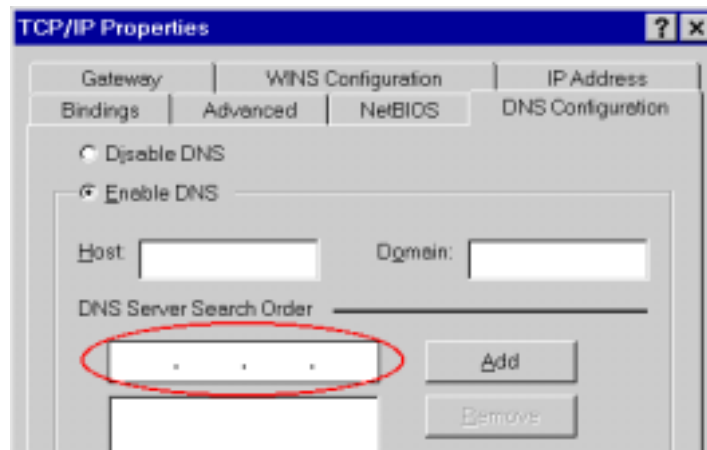 TCP/IP Properties ? ×
Gateway WINS Configuration IP Address
Bindings Advanced NetBIOS DNS Configuration
Disable DNS
Enable DNS
Host: Domain:
DNS Server Search Order
. . . Add
Remove